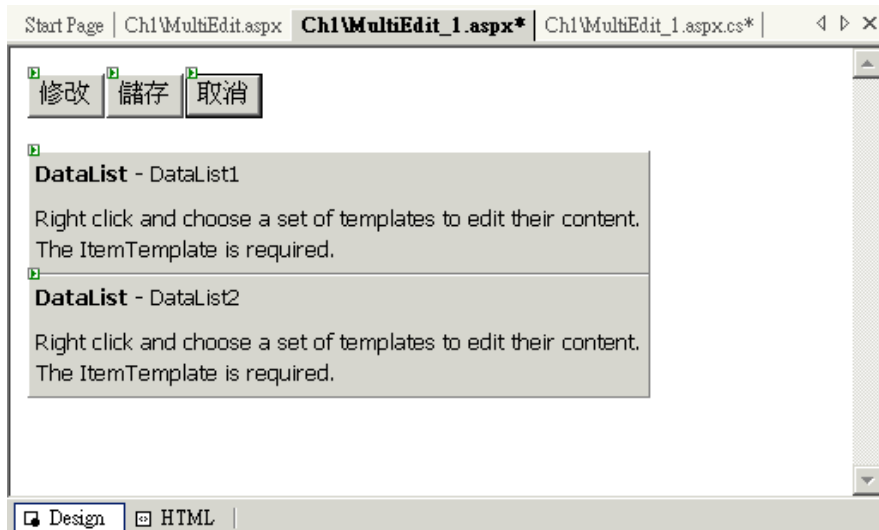 Start Page Ch1\MultiEdit.aspx Ch1\MultiEdit_1.aspx* Ch1\MultiEdit_1.aspx.cs*
修改 儲存 取消
DataList - DataList1
Right click and choose a set of templates to edit their content.
The ItemTemplate is required.
DataList - DataList2
Right click and choose a set of templates to edit their content.
The ItemTemplate is required.
Design HTML